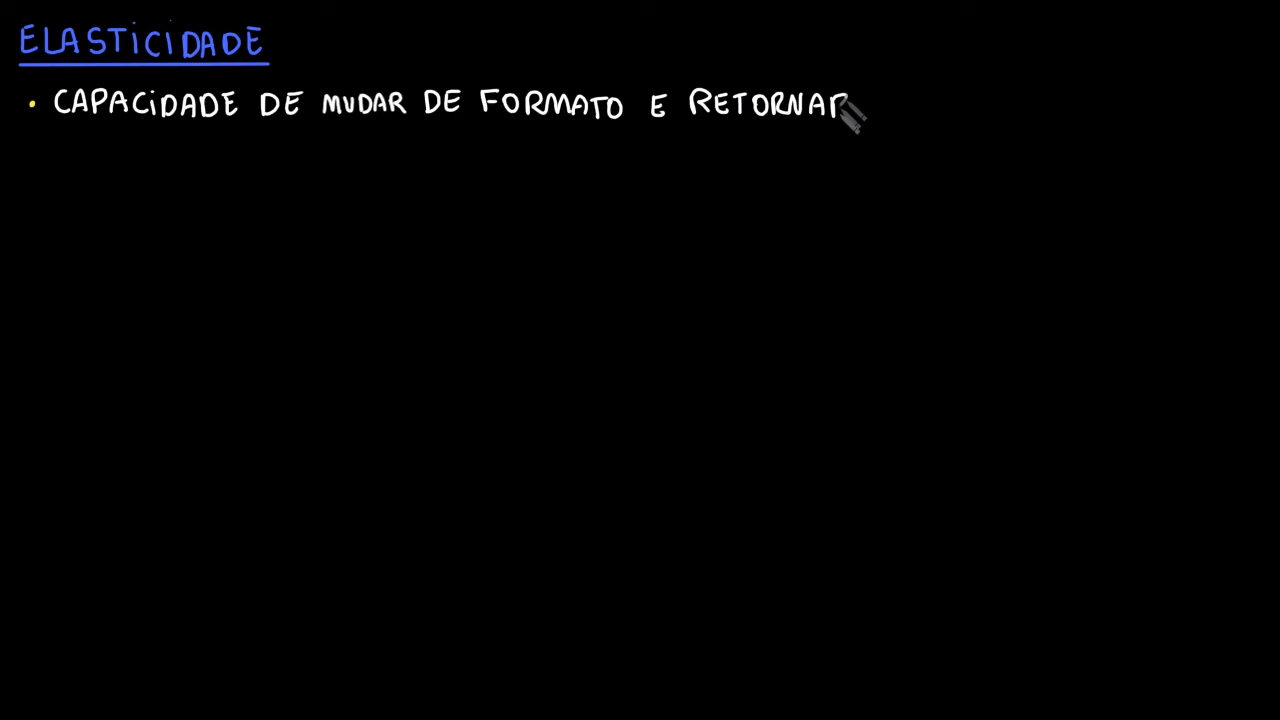 ELASTICIDADE
• CAPACIDADE DE MUDAR DE FORMATO E RETORNAR